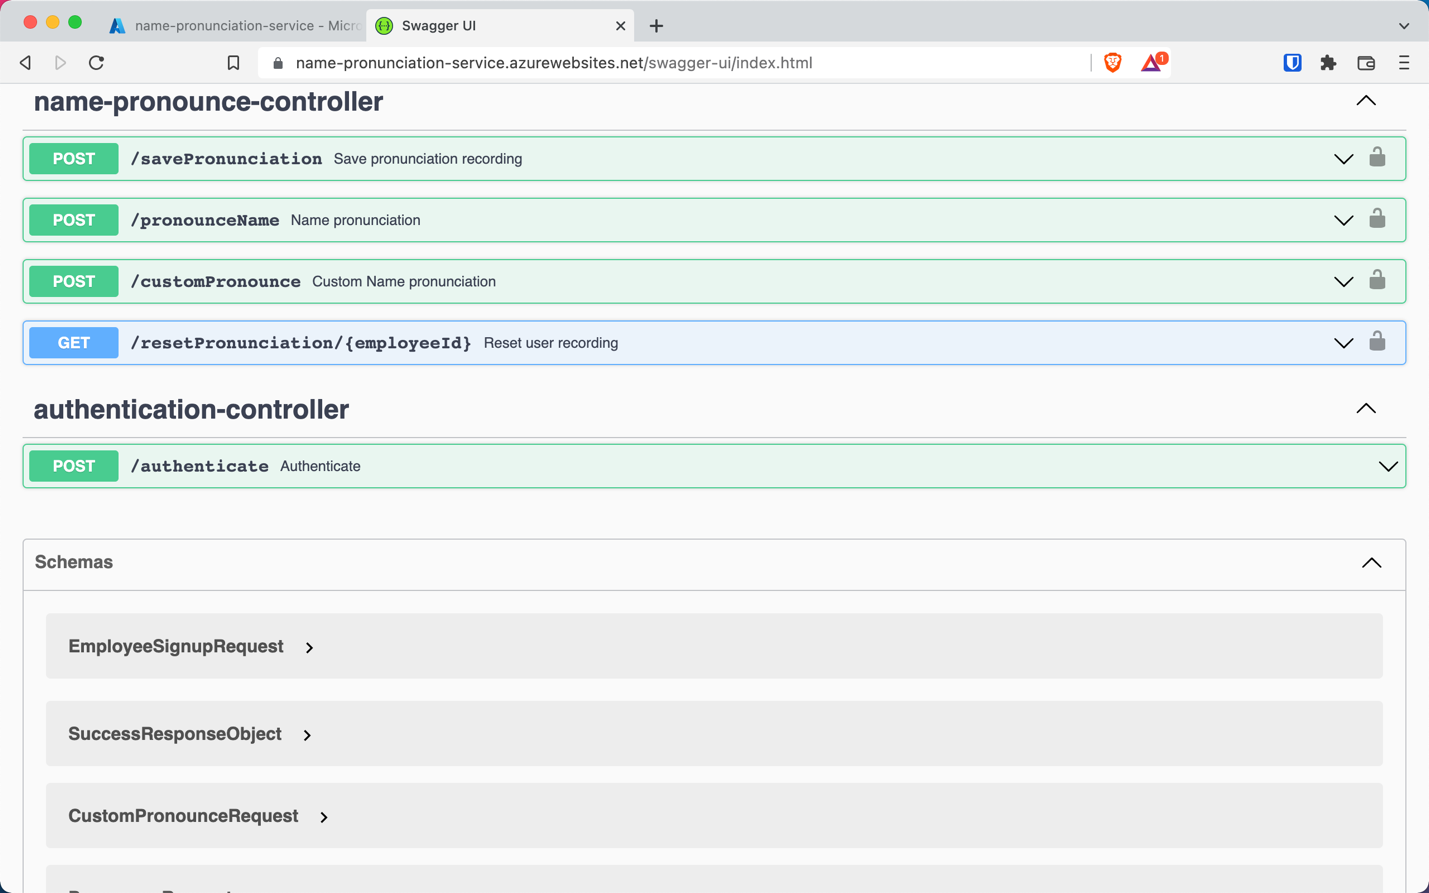 name-pronunciation-service - Micro
Swagger UI
name-pronunciation-service.azurewebsites.net/swagger-ui/index.html
1
name-pronounce-controller
POST /savePronunciation Save pronunciation recording
POST /pronounceName Name pronunciation
POST /customPronounce Custom Name pronunciation
GET /resetPronunciation/{employeeId} Reset user recording
authentication-controller
POST /authenticate Authenticate
Schemas
EmployeeSignupRequest
SuccessResponseObject
CustomPronounceRequest